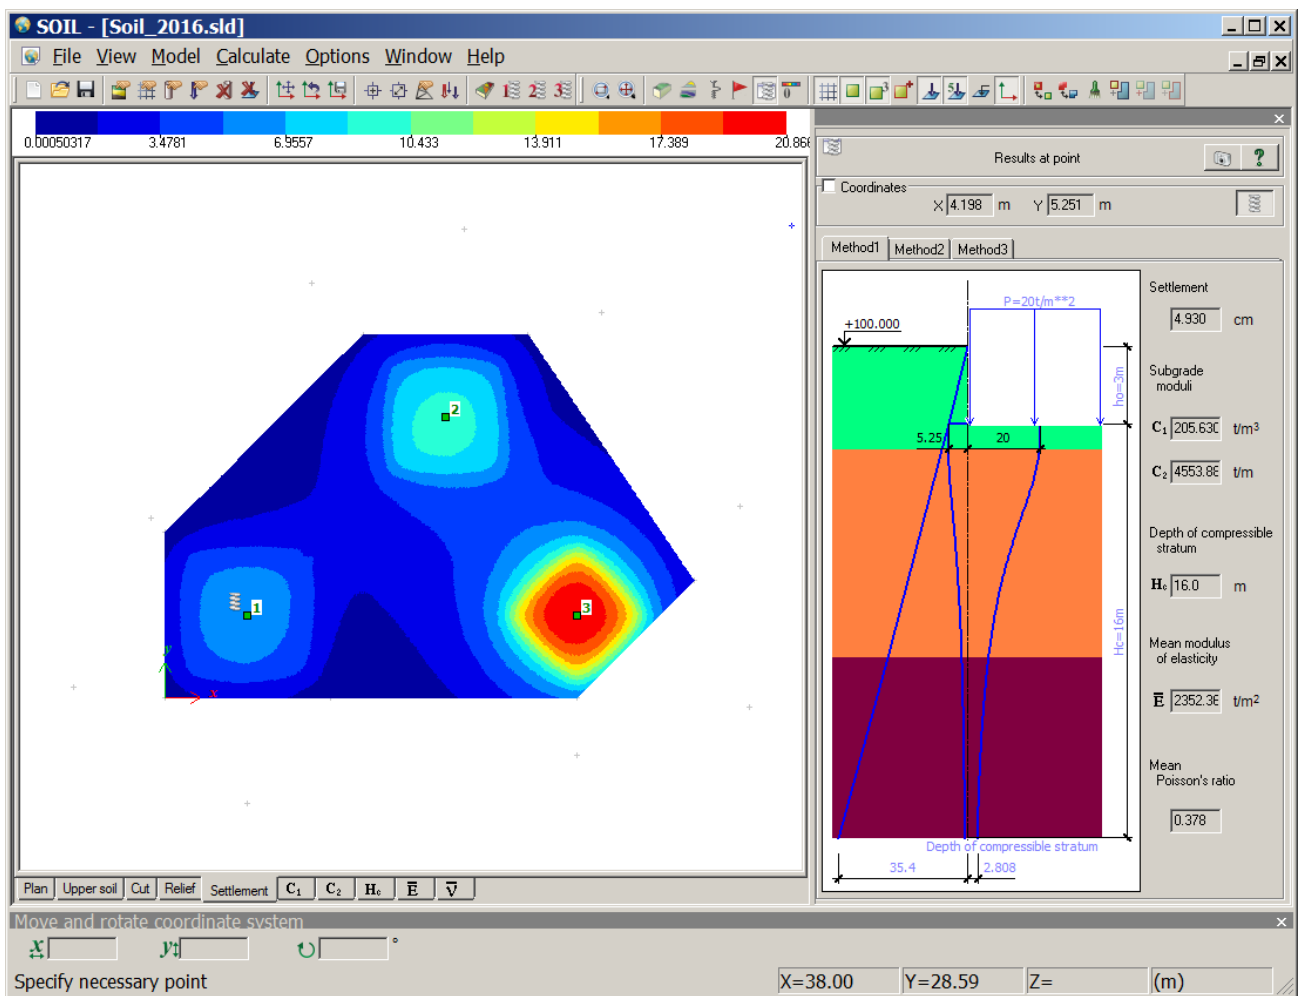 SOIL - [Soil_2016.sld]
File View Model Calculate Options Window Help
0.00050317 3.4781 6.9557 10.433 13.911 17.389 20.866
Results at point
Coordinates
X 4.198 m Y 5.251 m
Method1 Method2 Method3
P=20t/m**2
+100.000
ho=3m
5.25 20
Hc=16m
Depth of compressible stratum
35.4 2.808
Settlement
4.930 cm
Subgrade
moduli
C1 205.630 t/m3
C2 4553.88 t/m
Depth of compressible
stratum
Hc 16.0 m
Mean modulus
of elasticity
E 2352.36 t/m2
Mean
Poisson's ratio
0.378
2
1
3
y
x
Plan Upper soil Cut Relief Settlement C1 C2 Hc E V
Move and rotate coordinate system
x y °
Specify necessary point
X=38.00 Y=28.59 Z= (m)